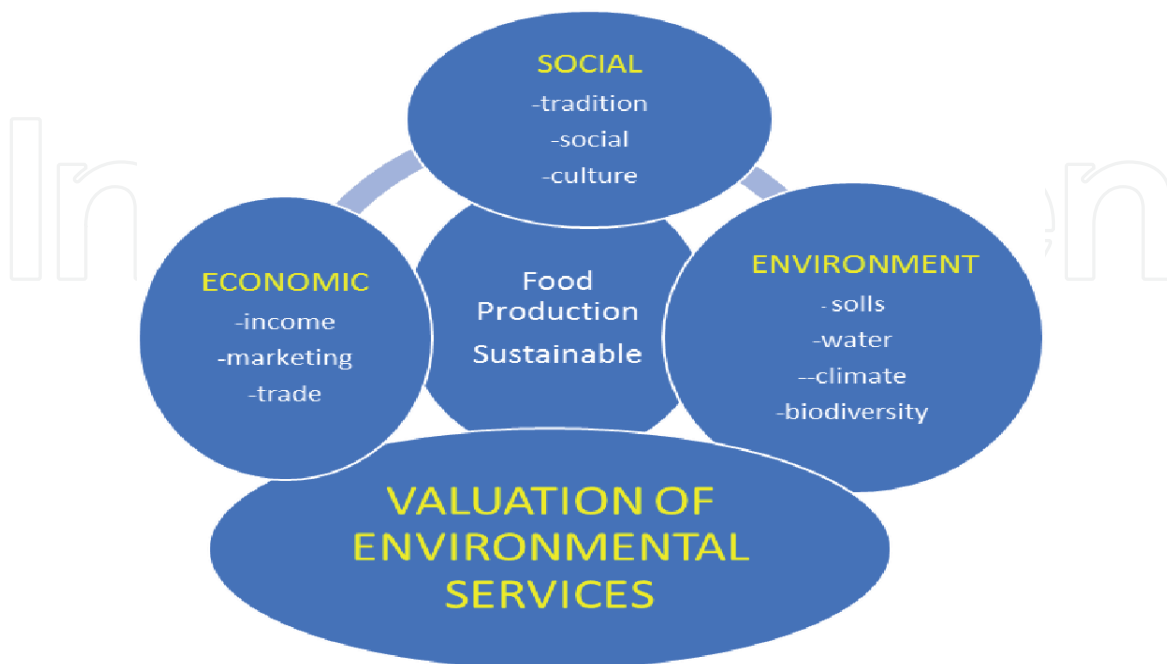 SOCIAL
-tradition
-social
-culture
ECONOMIC
-income
-marketing
-trade
Food
Production
Sustainable
ENVIRONMENT
- solls
-water
--climate
-biodiversity
VALUATION OF
ENVIRONMENTAL
SERVICES